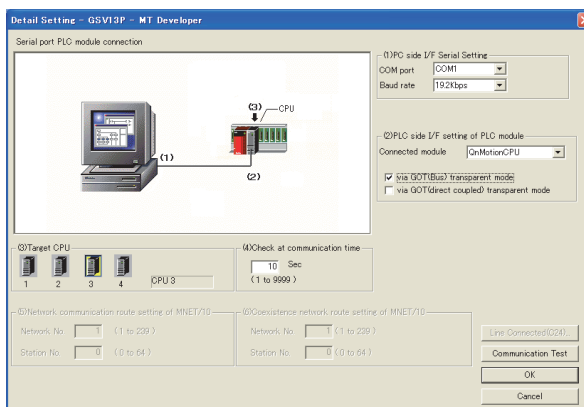 Detail Setting - GSV13P - MT Developer
Serial port PLC module connection
(3)
CPU
(1)
(2)
(1)PC side I/F Serial Setting
COM port COM1
Baud rate 19.2Kbps
(2)PLC side I/F setting of PLC module
Connected module QnMotionCPU
via GOT(Bus) transparent mode
via GOT(direct coupled) transparent mode
(3)Target CPU
1 2 3 4 CPU 3
(4)Check at communication time
10 Sec
(1 to 9999)
(5)Network communication route setting of MNET/10
Network No. 1 (1 to 239)
Station No. 0 (0 to 64)
(6)Coexistence network route setting of MNET/10
Network No. 1 (1 to 239)
Station No. 0 (0 to 64)
Line Connected(C24)...
Communication Test
OK
Cancel